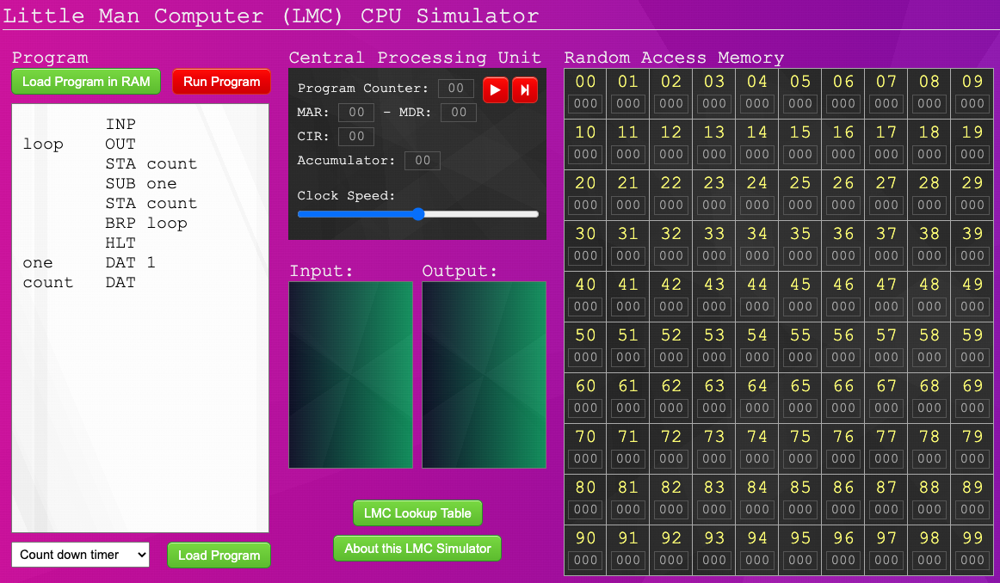 Little Man Computer (LMC) CPU Simulator
Program
Load Program in RAM
Run Program
INP
loop OUT
STA count
SUB one
STA count
BRP loop
HLT
one DAT 1
count DAT
Count down timer
Load Program
Central Processing Unit
Program Counter: 00
MAR: 00 - MDR: 00
CIR: 00
Accumulator: 00
Clock Speed:
Input:
Output:
LMC Lookup Table
About this LMC Simulator
Random Access Memory
00 01 02 03 04 05 06 07 08 09
000 000 000 000 000 000 000 000 000 000
10 11 12 13 14 15 16 17 18 19
000 000 000 000 000 000 000 000 000 000
20 21 22 23 24 25 26 27 28 29
000 000 000 000 000 000 000 000 000 000
30 31 32 33 34 35 36 37 38 39
000 000 000 000 000 000 000 000 000 000
40 41 42 43 44 45 46 47 48 49
000 000 000 000 000 000 000 000 000 000
50 51 52 53 54 55 56 57 58 59
000 000 000 000 000 000 000 000 000 000
60 61 62 63 64 65 66 67 68 69
000 000 000 000 000 000 000 000 000 000
70 71 72 73 74 75 76 77 78 79
000 000 000 000 000 000 000 000 000 000
80 81 82 83 84 85 86 87 88 89
000 000 000 000 000 000 000 000 000 000
90 91 92 93 94 95 96 97 98 99
000 000 000 000 000 000 000 000 000 000